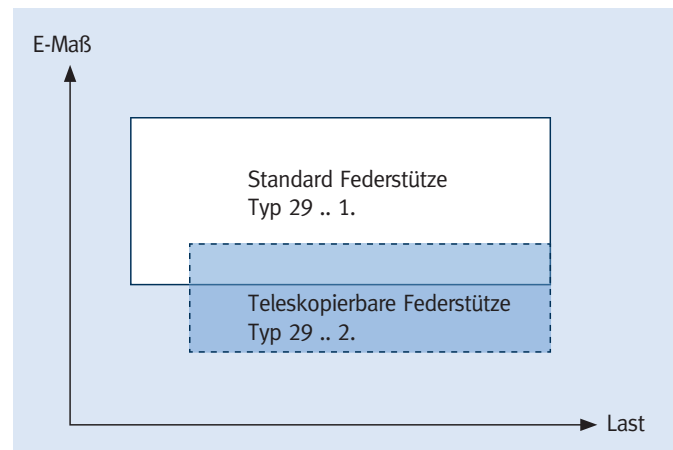 E-Maß
Standard Federstütze
Typ 29 .. 1.
Teleskopierbare Federstütze
Typ 29 .. 2.
Last